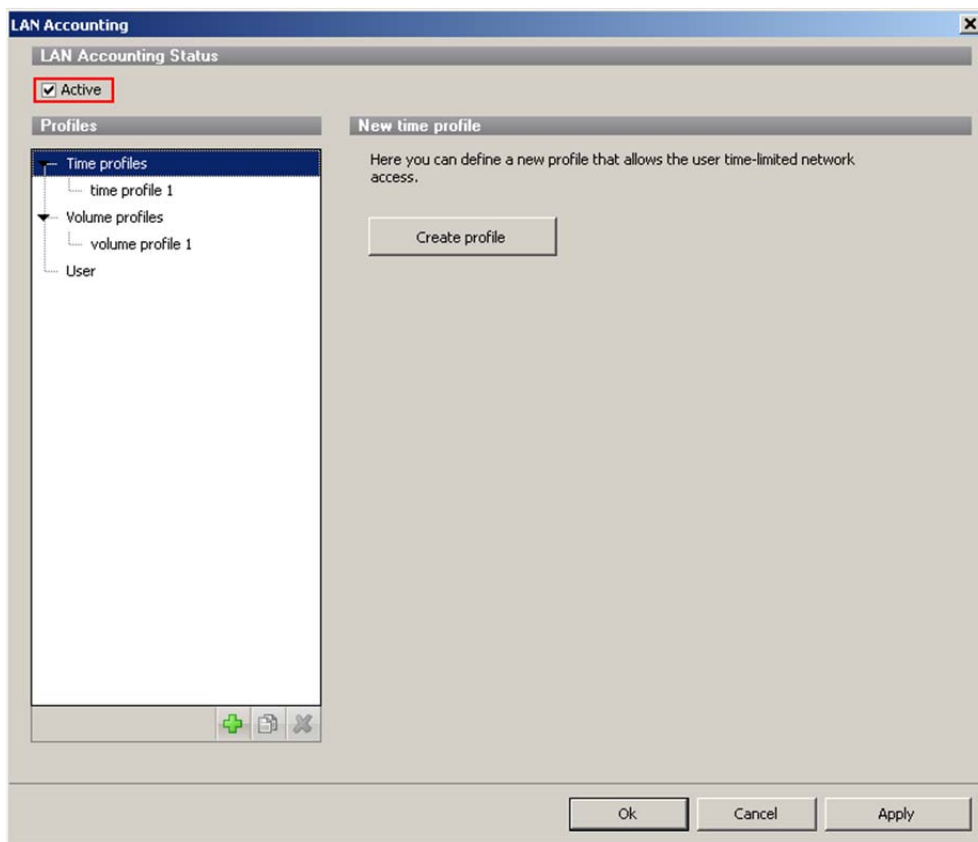 LAN Accounting
LAN Accounting Status
Active
Profiles
Time profiles
time profile 1
Volume profiles
volume profile 1
User
New time profile
Here you can define a new profile that allows the user time-limited network
access.
Create profile
Ok
Cancel
Apply